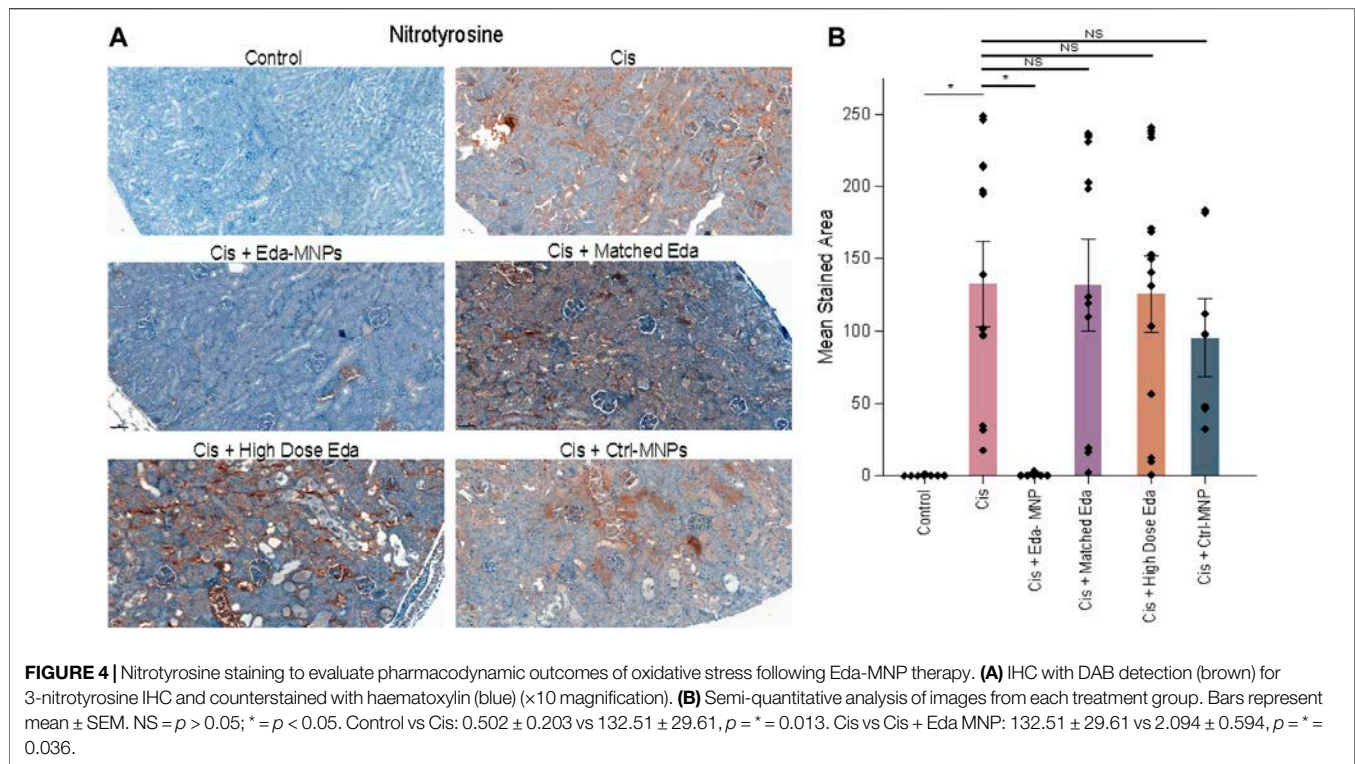 A
Nitrotyrosine
Control
Cis
Cis + Eda-MNPs
Cis + Matched Eda
Cis + High Dose Eda
Cis + Ctrl-MNPs
B
NS
NS
NS
*
*
Mean Stained Area
250
200
150
100
50
0
Control
Cis
Cis + Eda- MNP
Cis + Matched Eda
Cis + High Dose Eda
Cis + Ctrl-MNP
FIGURE 4 | Nitrotyrosine staining to evaluate pharmacodynamic outcomes of oxidative stress following Eda-MNP therapy. (A) IHC with DAB detection (brown) for
3-nitrotyrosine IHC and counterstained with haematoxylin (blue) (×10 magnification). (B) Semi-quantitative analysis of images from each treatment group. Bars represent
mean ± SEM. NS = p > 0.05; * = p < 0.05. Control vs Cis: 0.502 ± 0.203 vs 132.51 ± 29.61, p = * = 0.013. Cis vs Cis + Eda MNP: 132.51 ± 29.61 vs 2.094 ± 0.594, p = * =
0.036.